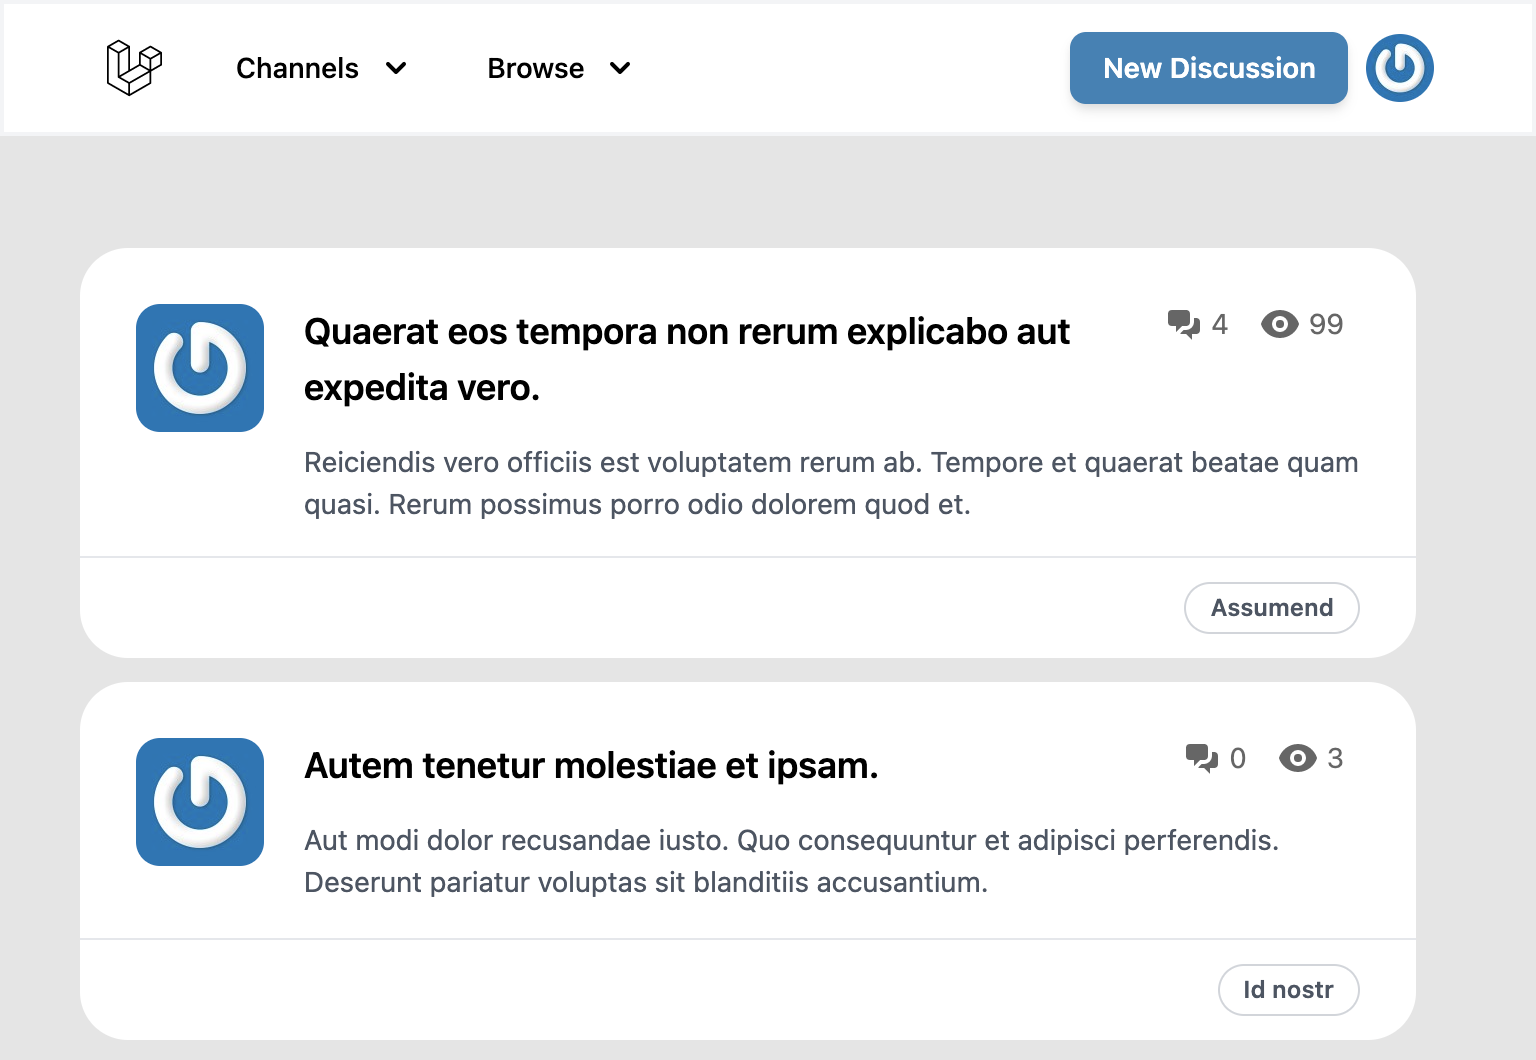 Channels Browse New Discussion
Quaerat eos tempora non rerum explicabo aut 4 99
expedita vero.
Reiciendis vero officiis est voluptatem rerum ab. Tempore et quaerat beatae quam
quasi. Rerum possimus porro odio dolorem quod et.
Assumend
Autem tenetur molestiae et ipsam. 0 3
Aut modi dolor recusandae iusto. Quo consequuntur et adipisci perferendis.
Deserunt pariatur voluptas sit blanditiis accusantium.
Id nostr